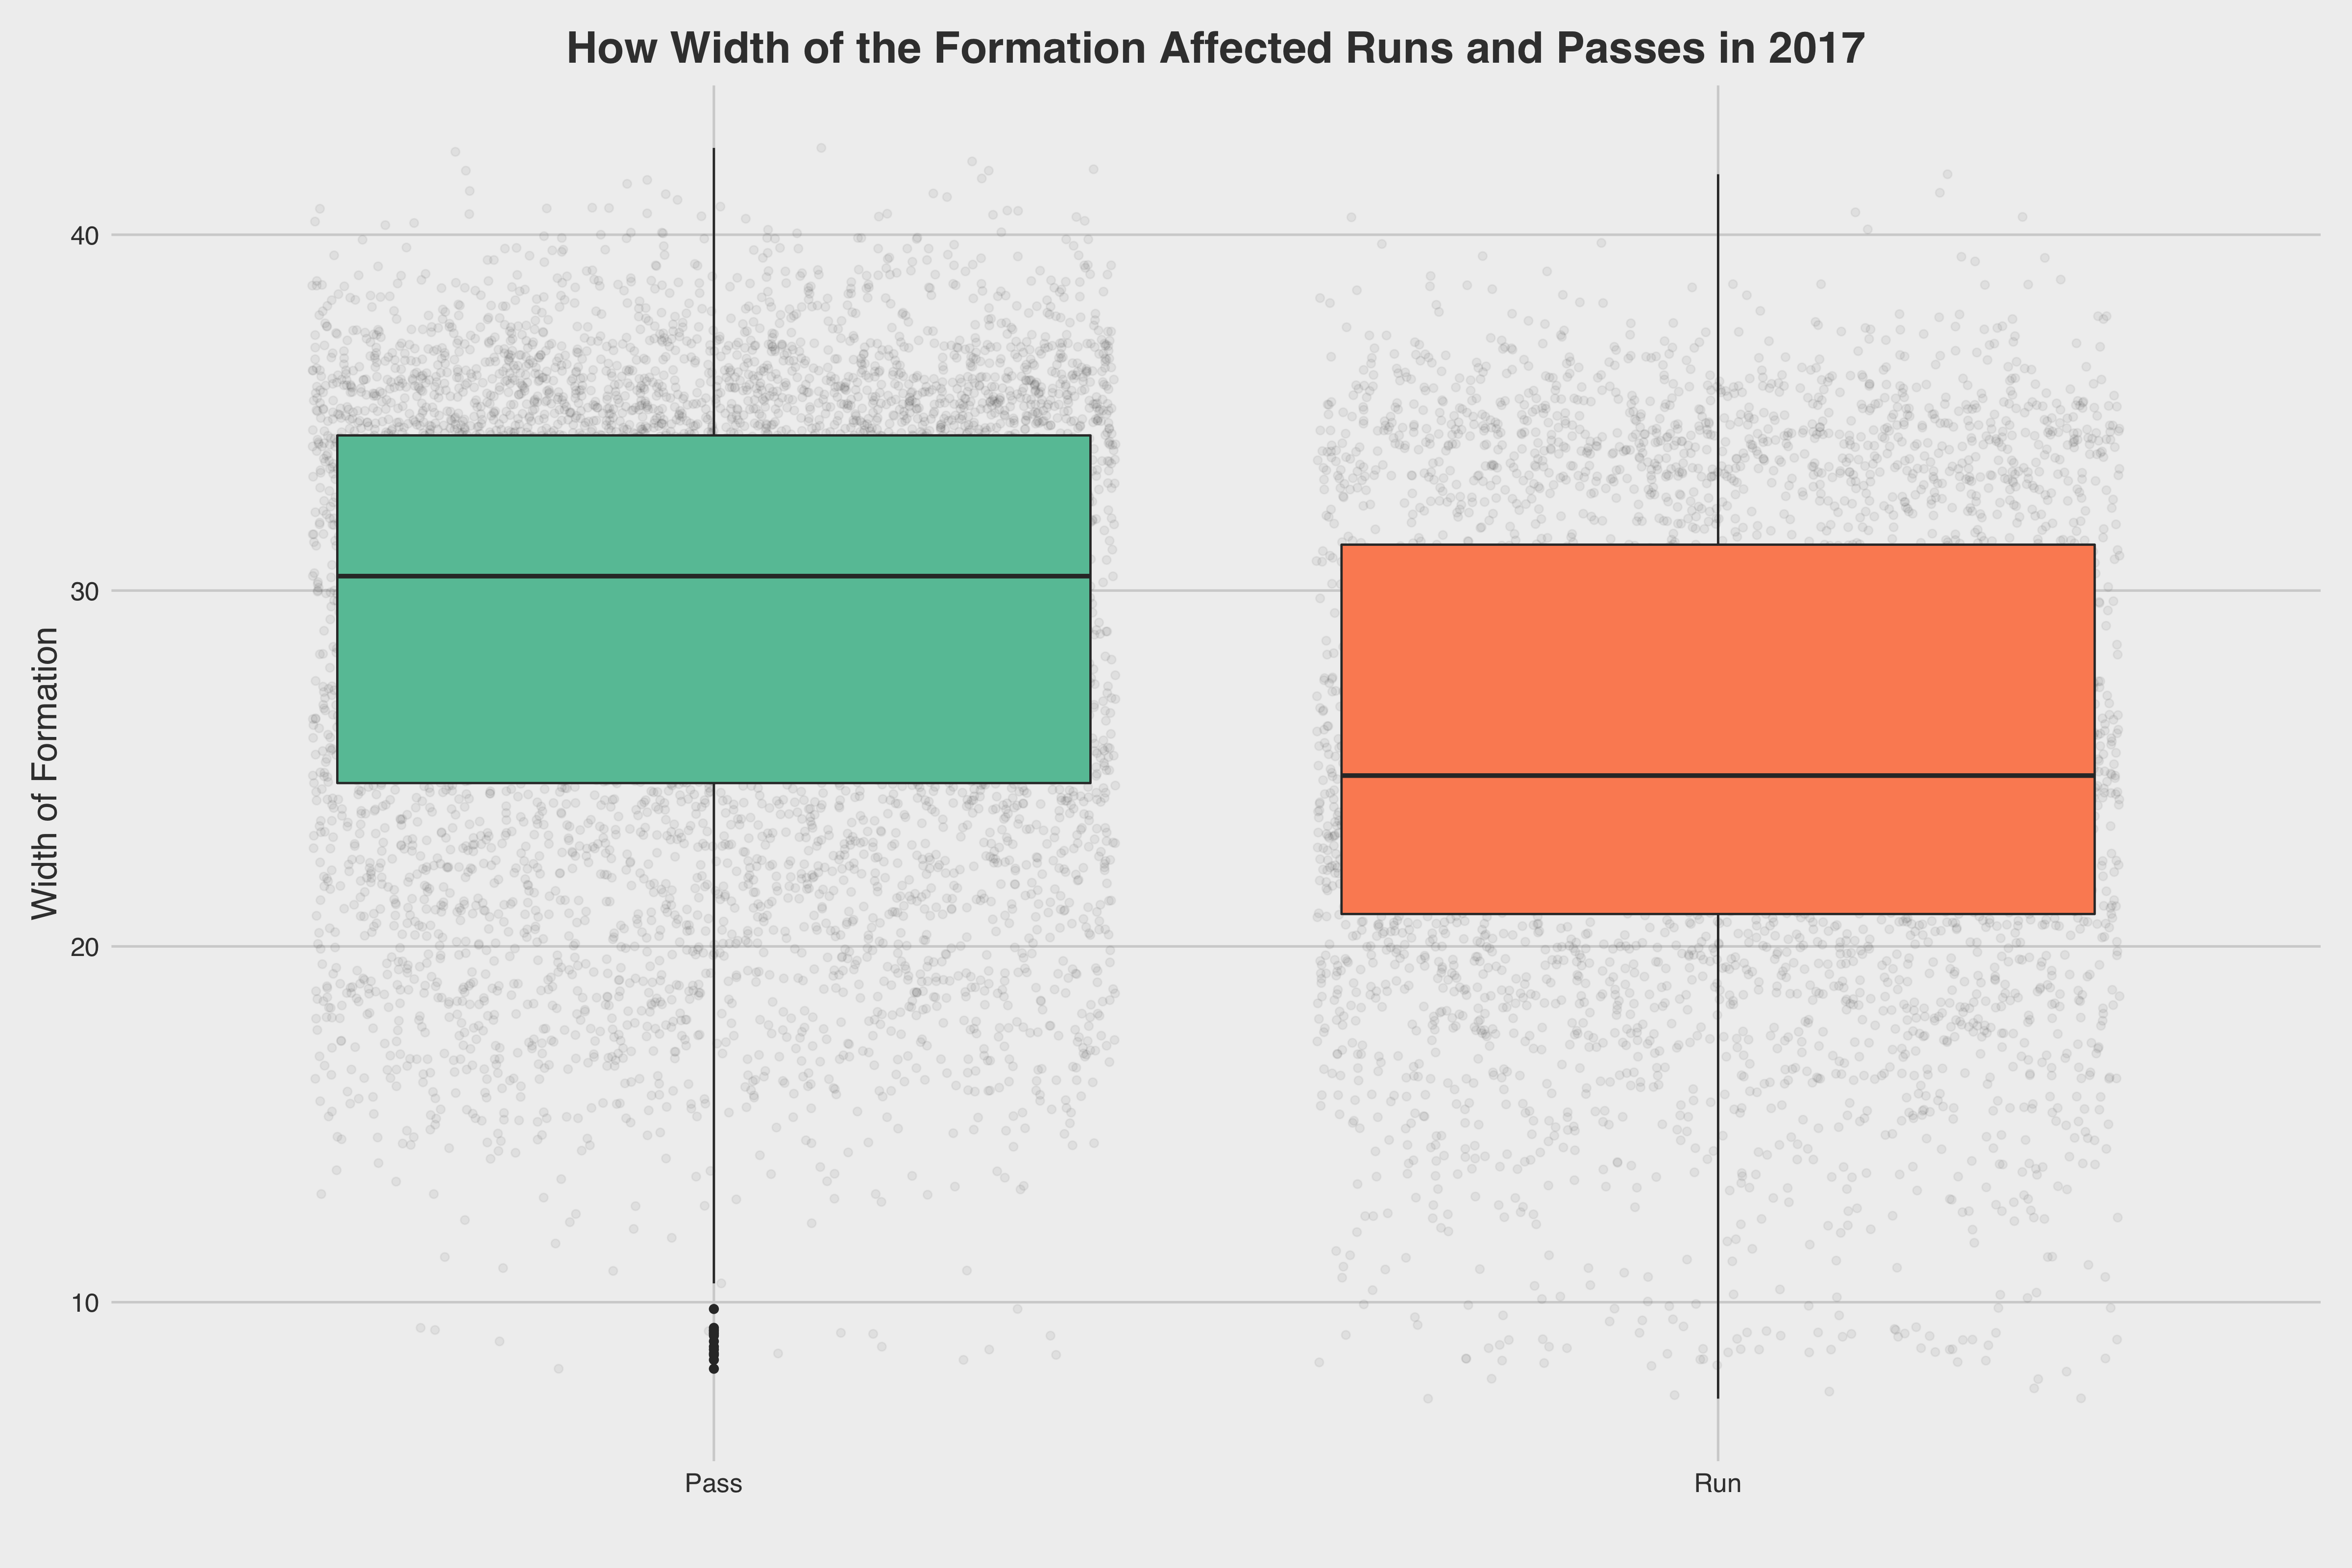 How Width of the Formation Affected Runs and Passes in 2017
Width of Formation
40
30
20
10
Pass
Run